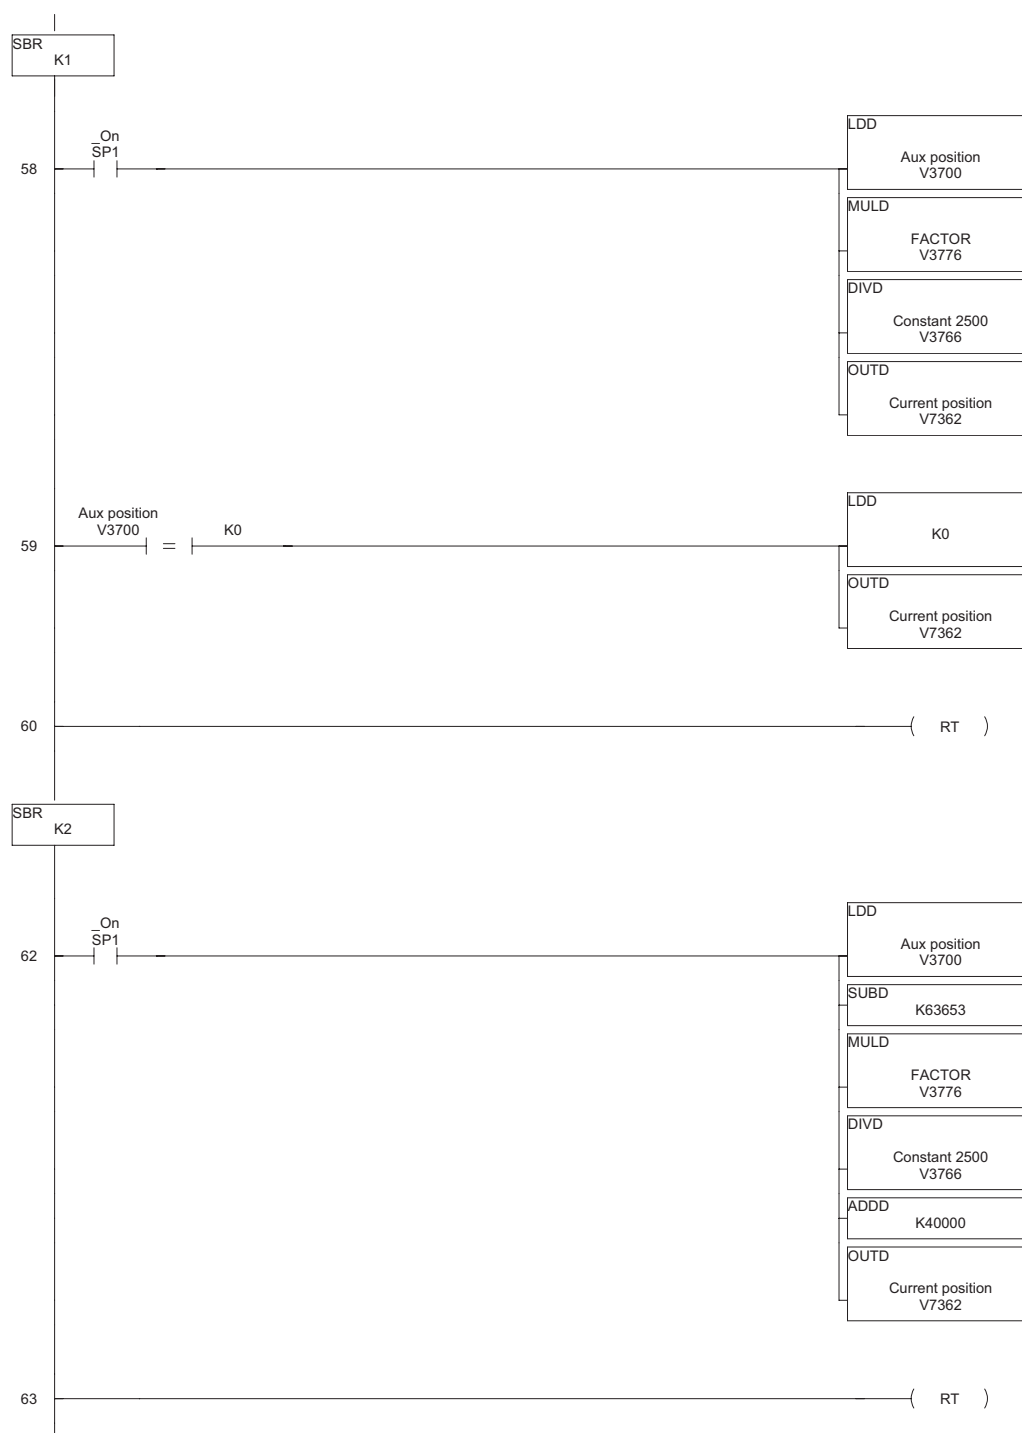 SBR
K1
_On
SP1
58
LDD
Aux position
V3700
MULD
FACTOR
V3776
DIVD
Constant 2500
V3766
OUTD
Current position
V7362
Aux position
V3700 = K0
59
LDD
K0
OUTD
Current position
V7362
60
( RT )
SBR
K2
_On
SP1
62
LDD
Aux position
V3700
SUBD
K63653
MULD
FACTOR
V3776
DIVD
Constant 2500
V3766
ADDD
K40000
OUTD
Current position
V7362
63
( RT )